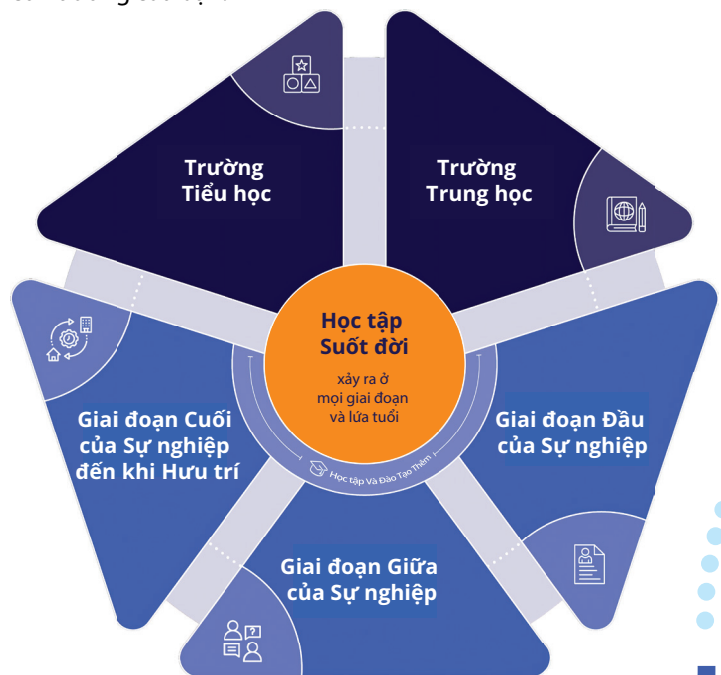 Trường
Tiểu học
Trường
Trung học
Học tập
Suốt đời
xảy ra ở
mọi giai đoạn
và lứa tuổi
Giai đoạn Cuối
của Sự nghiệp
đến khi Hưu trí
Giai đoạn Đầu
của Sự nghiệp
Học tập Và Đào Tạo Thêm
Giai đoạn Giữa
của Sự nghiệp